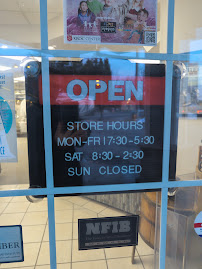 OPEN
STORE HOURS
MON-FRI 7:30-5:30
SAT 8:30-2:30
SUN CLOSED
NFIB